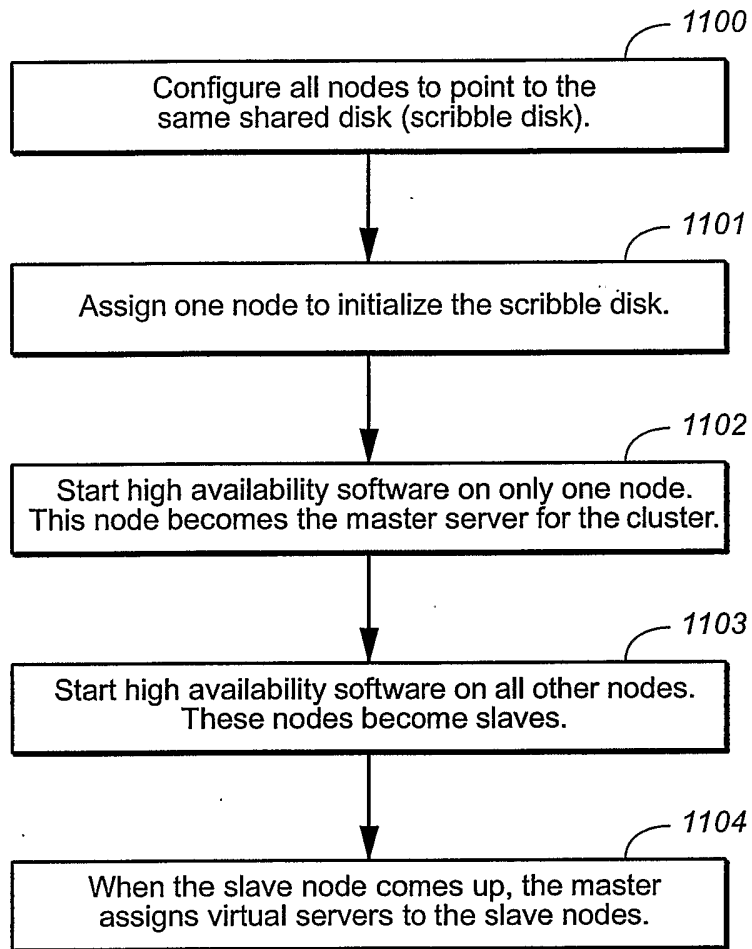 1100
Configure all nodes to point to the
same shared disk (scribble disk).
1101
Assign one node to initialize the scribble disk.
1102
Start high availability software on only one node.
This node becomes the master server for the cluster.
1103
Start high availability software on all other nodes.
These nodes become slaves.
1104
When the slave node comes up, the master
assigns virtual servers to the slave nodes.